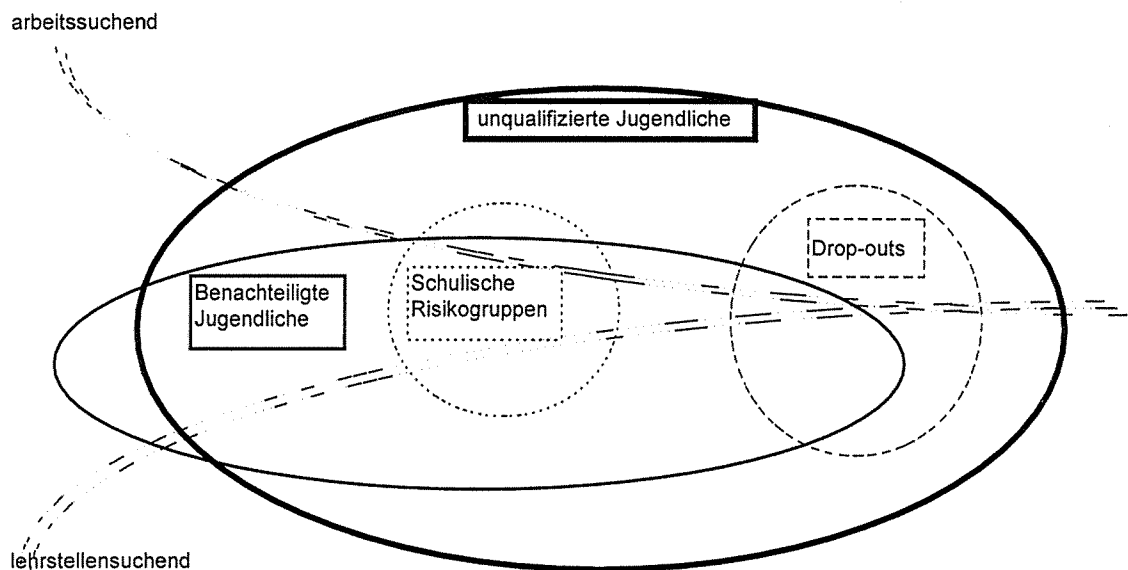 arbeitssuchend
unqualifizierte Jugendliche
Drop-outs
Benachteiligte
Jugendliche
Schulische
Risikogruppen
lehrstellensuchend